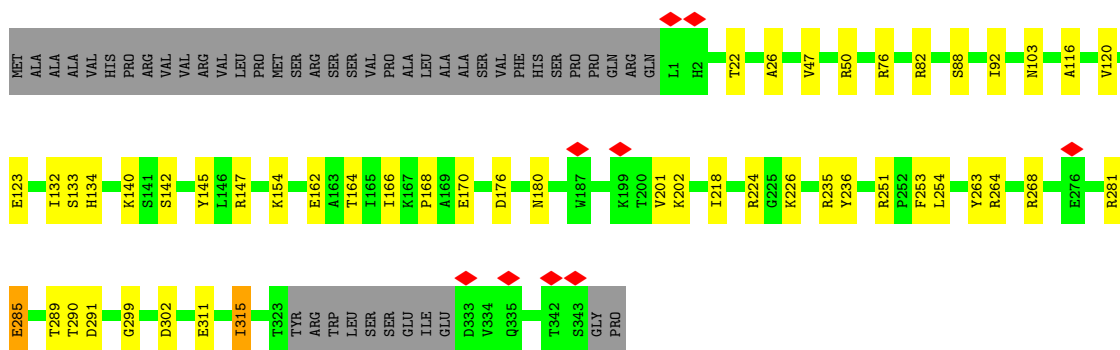 MET ALA ALA ALA ALA VAL HIS PRO ARG VAL VAL ARG VAL LEU PRO MET SER ARG SER SER VAL PRO ALA LEU ALA ALA SER VAL PHE HIS SER PRO PRO GLN ARG GLN L1 H2 T22 A26 V47 R50 R76 R82 S88 I92 N103 A116 V120
E123 I132 S133 H134 K140 S141 S142 Y145 L146 R147 K154 E162 A163 T164 I165 I166 K167 P168 A169 E170 D176 N180 W187 K199 T200 V201 K202 I218 R224 G225 K226 R235 Y236 R251 P252 F253 L254 Y263 R264 R268 E276 R281
E285 T289 T290 D291 G299 D302 E311 I315 T323 TYR ARG TRP LEU SER SER GLU ILE GLU D333 V334 Q335 T342 S343 GLY PRO